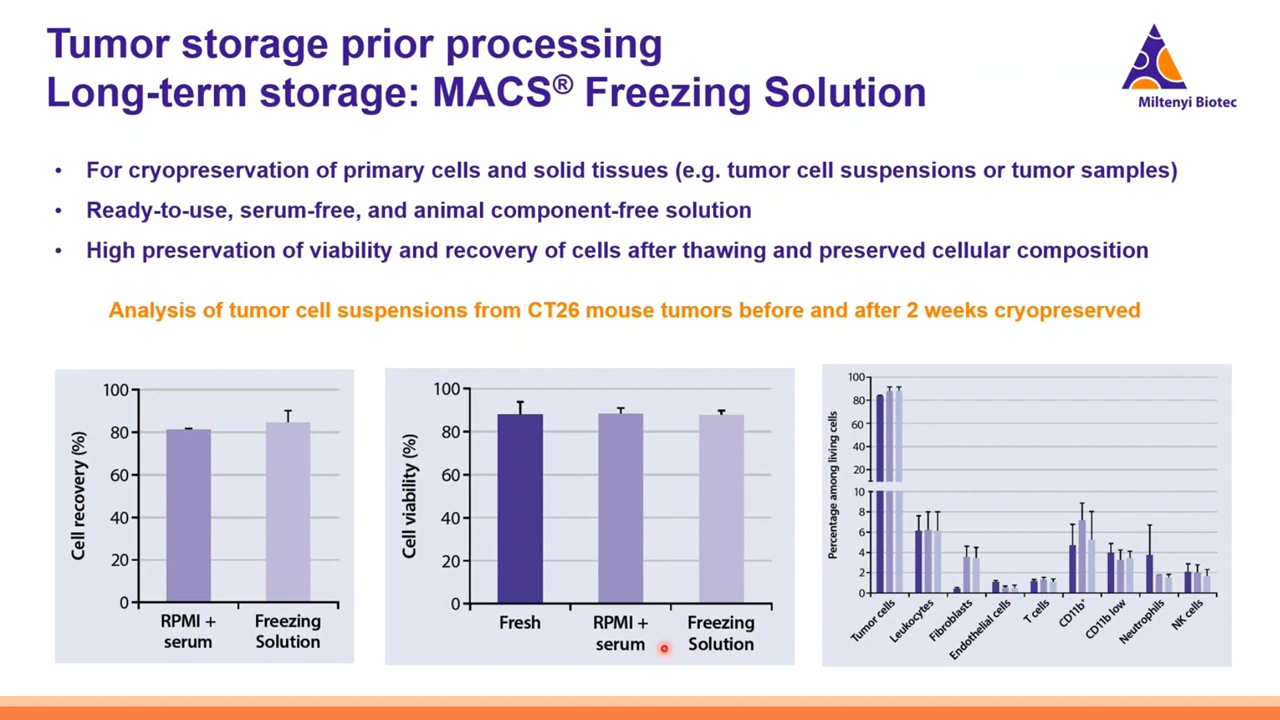 Tumor storage prior processing
Long-term storage: MACS® Freezing Solution
Miltenyi Biotec
• For cryopreservation of primary cells and solid tissues (e.g. tumor cell suspensions or tumor samples)
• Ready-to-use, serum-free, and animal component-free solution
• High preservation of viability and recovery of cells after thawing and preserved cellular composition
Analysis of tumor cell suspensions from CT26 mouse tumors before and after 2 weeks cryopreserved
Cell recovery (%)
100
80
60
40
20
0
RPMI +
serum
Freezing
Solution
Cell viability (%)
100
80
60
40
20
0
Fresh
RPMI +
serum
Freezing
Solution
Percentage among living cells
100
80
60
40
20
10
8
6
4
2
0
Tumor cells
Leukocytes
Fibroblasts
Endothelial cells
T cells
CD11b⁺
CD11b low
Neutrophils
NK cells